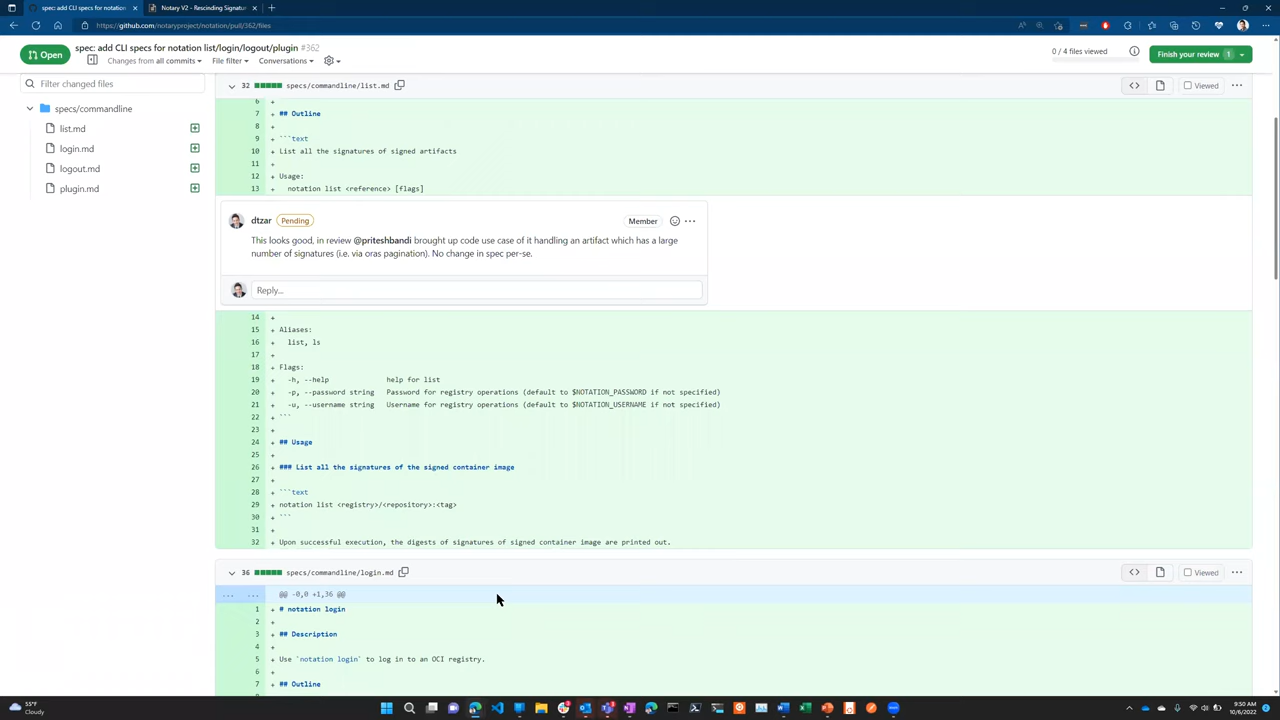 spec: add CLI specs for notation
Notary V2 - Rescinding Signatu
https://github.com/notaryproject/notation/pull/362/files
Open
spec: add CLI specs for notation list/login/logout/plugin #362
Changes from all commits
File filter
Conversations
0 / 4 files viewed
Finish your review 1
Filter changed files
specs/commandline
list.md
login.md
logout.md
plugin.md
32 specs/commandline/list.md
Viewed
6 +
7 + ## Outline
8 +
9 + ```text
10 + List all the signatures of signed artifacts
11 +
12 + Usage:
13 + notation list <reference> [flags]
dtzar Pending
Member
This looks good, in review @priteshbandi brought up code use case of it handling an artifact which has a large
number of signatures (i.e. via oras pagination). No change in spec per-se.
Reply...
14 +
15 + Aliases:
16 + list, ls
17 +
18 + Flags:
19 + -h, --help help for list
20 + -p, --password string Password for registry operations (default to $NOTATION_PASSWORD if not specified)
21 + -u, --username string Username for registry operations (default to $NOTATION_USERNAME if not specified)
22 + ```
23 +
24 + ## Usage
25 +
26 + ### List all the signatures of the signed container image
27 +
28 + ```text
29 + notation list <registry>/<repository>:<tag>
30 + ```
31 +
32 + Upon successful execution, the digests of signatures of signed container image are printed out.
36 specs/commandline/login.md
Viewed
... ... @@ -0,0 +1,36 @@
1 + # notation login
2 +
3 + ## Description
4 +
5 + Use `notation login` to log in to an OCI registry.
6 +
7 + ## Outline
55°F
Cloudy
9:50 AM
10/6/2022